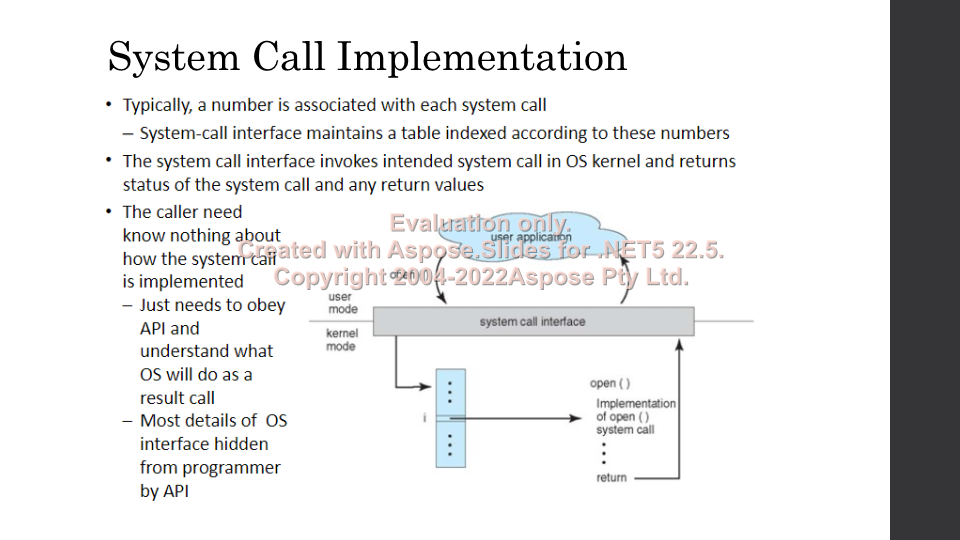 System Call Implementation
• Typically, a number is associated with each system call
– System-call interface maintains a table indexed according to these numbers
• The system call interface invokes intended system call in OS kernel and returns
status of the system call and any return values
• The caller need
know nothing about
how the system call
is implemented
– Just needs to obey
API and
understand what
OS will do as a
result call
– Most details of OS
interface hidden
from programmer
by API
Evaluation only.
Created with Aspose.Slides for .NET5 22.5.
Copyright 2004-2022Aspose Pty Ltd.
user application
open ( )
user
mode
system call interface
kernel
mode
i
open ( )
Implementation
of open ( )
system call
return